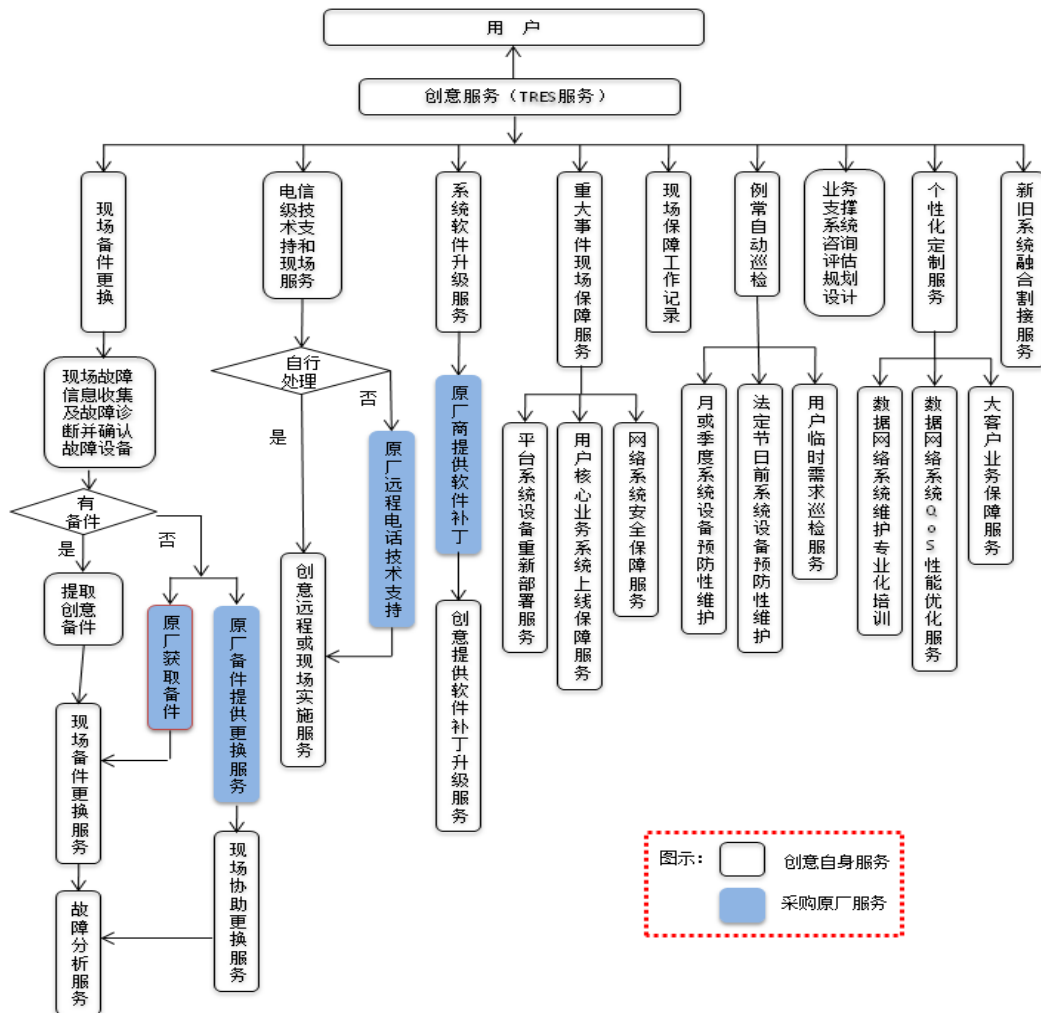 用 户
创意服务（TRES服务）
现场备件更换
电信
级技
术支
持和
现场
服务
系统软件升级服务
重大事件现场保障服务
现场保障工作记录
例常自动巡检
业务
支撑
系统
咨询
评估
规划
设计
个性化定制服务
新旧系统融合割接服务
现场故障
信息收集
及故障诊
断并确认
故障设备
自行
处理
否
是
原厂商提供软件补丁
原厂远程电话技术支持
平台系统设备重新部署服务
用户核心业务系统上线保障服务
网络系统安全保障服务
月或季度系统设备预防性维护
法定节日前系统设备预防性维护
用户临时需求巡检服务
数据网络系统维护专业化培训
数据网络系统QoS性能优化服务
大客户业务保障服务
有
备件
是
否
提取
创意
备件
原厂获取备件
原厂备件提供更换服务
创意远程或现场实施服务
创意提供软件补丁升级服务
现场备件更换服务
现场协助更换服务
故障分析服务
图示：
创意自身服务
采购原厂服务